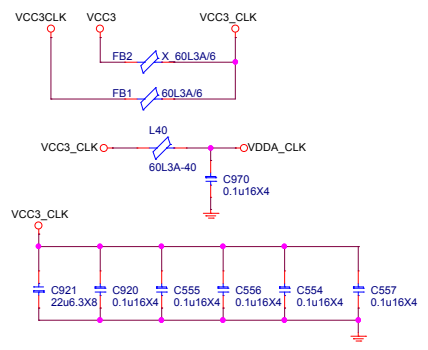 VCC3CLK VCC3 VCC3_CLK
FB2 X_60L3A/6
FB1 60L3A/6
L40
VCC3_CLK VDDA_CLK
60L3A-40
C970
0.1u16X4
VCC3_CLK
C921 C920 C555 C556 C554 C557
22u6.3X8 0.1u16X4 0.1u16X4 0.1u16X4 0.1u16X4 0.1u16X4